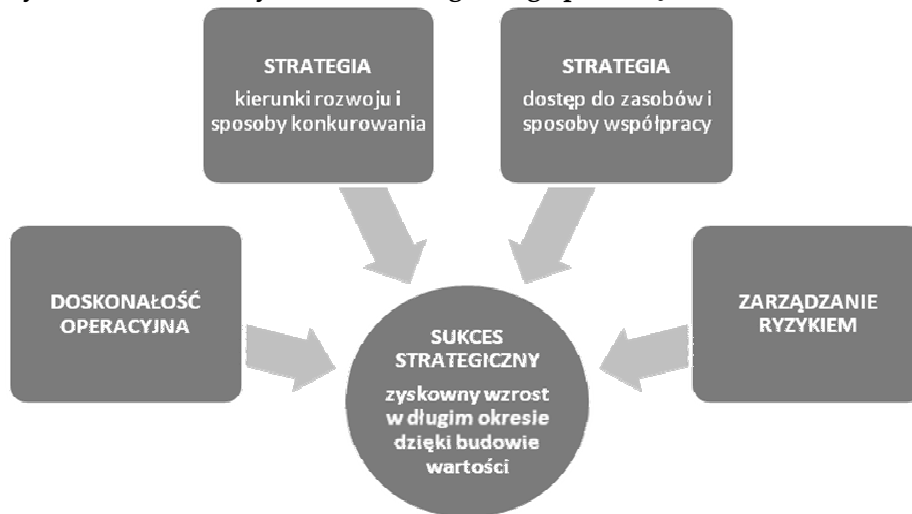 STRATEGIA
kierunki rozwoju i
sposoby konkurowania
STRATEGIA
dostęp do zasobów i
sposoby współpracy
DOSKONAŁOŚĆ
OPERACYJNA
SUKCES
STRATEGICZNY
zyskowny wzrost
w długim okresie
dzięki budowie
wartości
ZARZĄDZANIE
RYZYKIEM